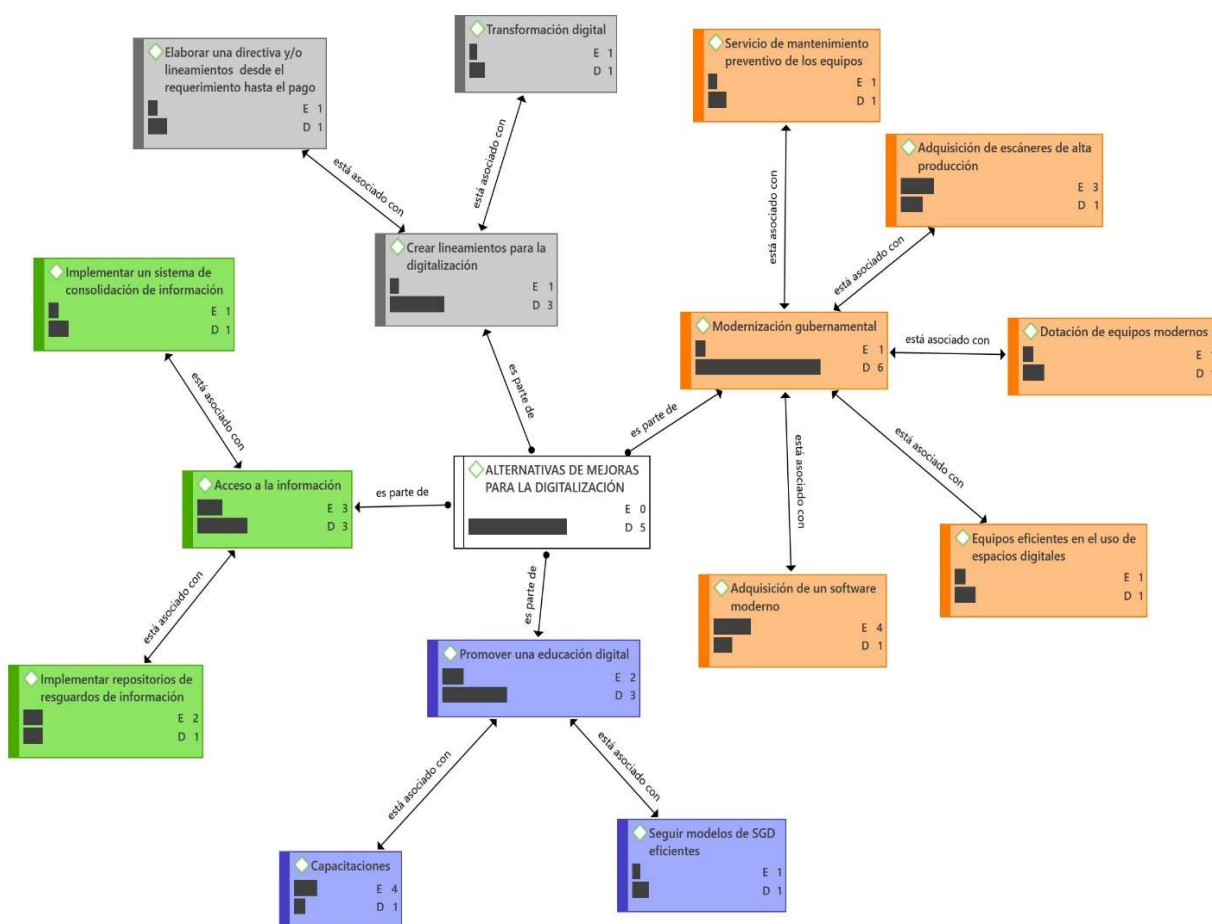 Elaborar una directiva y/o
lineamientos desde el
requerimiento hasta el pago
E 1
D 1
Transformación digital
E 1
D 1
Servicio de mantenimiento
preventivo de los equipos
E 1
D 1
Adquisición de escáneres de alta
producción
E 3
D 1
está asociado con
está asociado con
está asociado con
está asociado con
Crear lineamientos para la
digitalización
E 1
D 3
Implementar un sistema de
consolidación de información
E 1
D 1
Modernización gubernamental
E 1
D 6
está asociado con
Dotación de equipos modernos
E
D
está asociado con
es parte de
es parte de
está asociado con
está asociado con
ALTERNATIVAS DE MEJORAS
PARA LA DIGITALIZACIÓN
E 0
D 5
Acceso a la información
E 3
D 3
es parte de
Equipos eficientes en el uso de
espacios digitales
E 1
D 1
Adquisición de un software
moderno
E 4
D 1
está asociado con
es parte de
Promover una educación digital
E 2
D 3
Implementar repositorios de
resguardos de información
E 2
D 1
está asociado con
está asociado con
Seguir modelos de SGD
eficientes
E 1
D 1
Capacitaciones
E 4
D 1